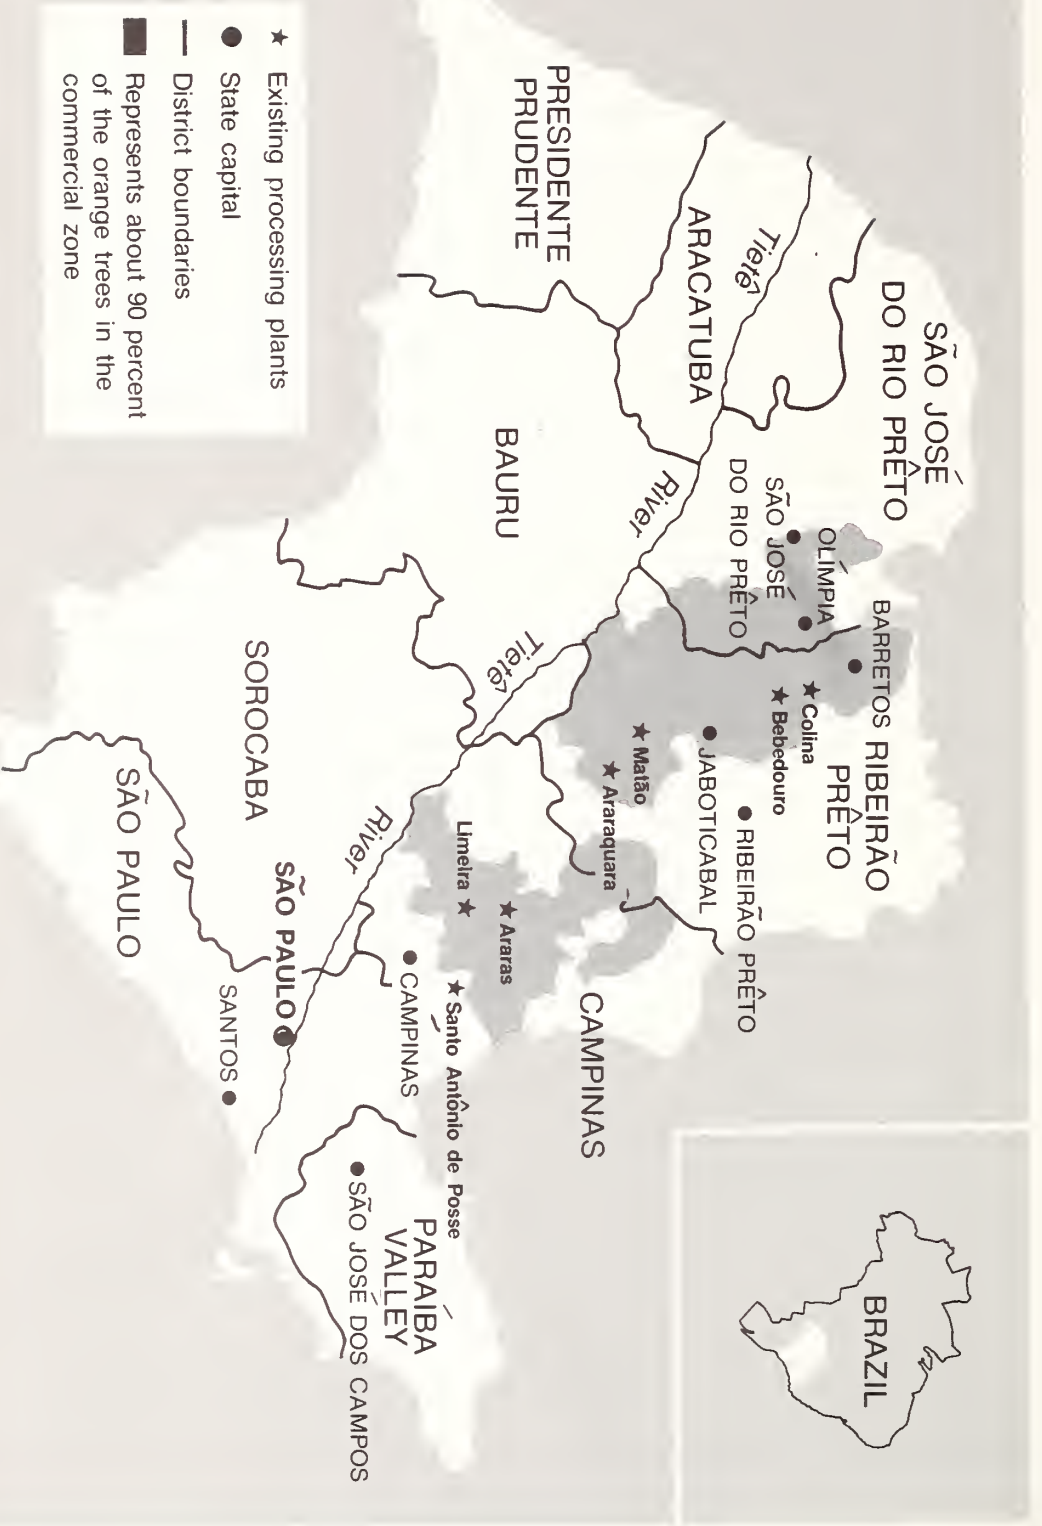 SÃO JOSÉ
DO RIO PRÊTO
BARRETOS
RIBEIRÃO
PRÊTO
OLÍMPIA
★ Colina
★ Bebedouro
SÃO JOSÉ
DO RIO PRÊTO
JABOTICABAL
RIBEIRÃO PRÊTO
Tietê
ARACATUBA
River
★ Matão
★ Araraquara
PRESIDENTE
PRUDENTE
BAURU
Tietê
★ Araras
Limeira ★
CAMPINAS
★ Santo Antônio de Posse
CAMPINAS
River
SOROCABA
SÃO PAULO
SÃO PAULO
SANTOS
PARAÍBA
VALLEY
SÃO JOSÉ DOS CAMPOS
BRAZIL
★ Existing processing plants
● State capital
— District boundaries
■ Represents about 90 percent
of the orange trees in the
commercial zone